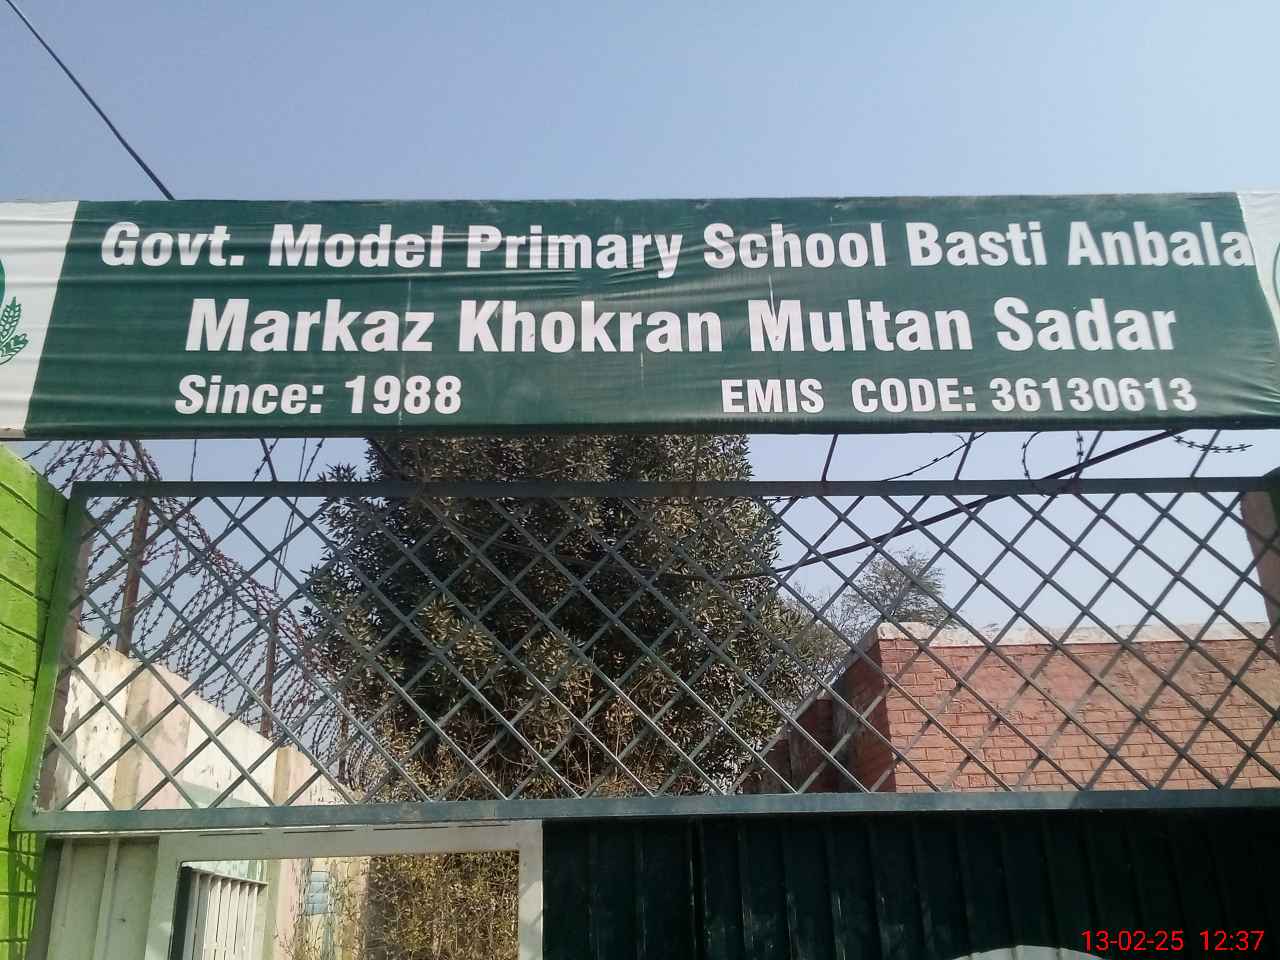 Govt. Model Primary School Basti Anbala
Markaz Khokran Multan Sadar
Since: 1988 EMIS CODE: 36130613
13-02-25 12:37